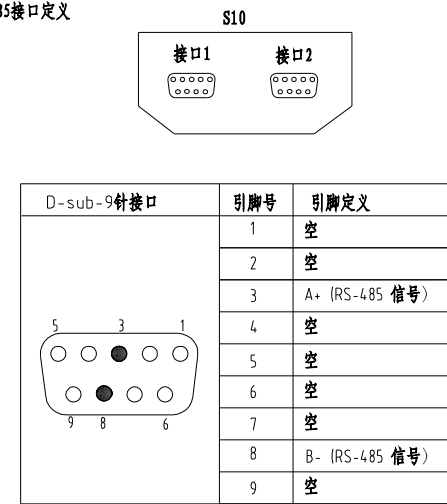 85接口定义
S10
接口1 接口2
D-sub-9针接口 引脚号 引脚定义
1 空
2 空
3 A+ (RS-485 信号)
4 空
5 空
6 空
7 空
8 B- (RS-485 信号)
9 空
5 3 1
9 8 6